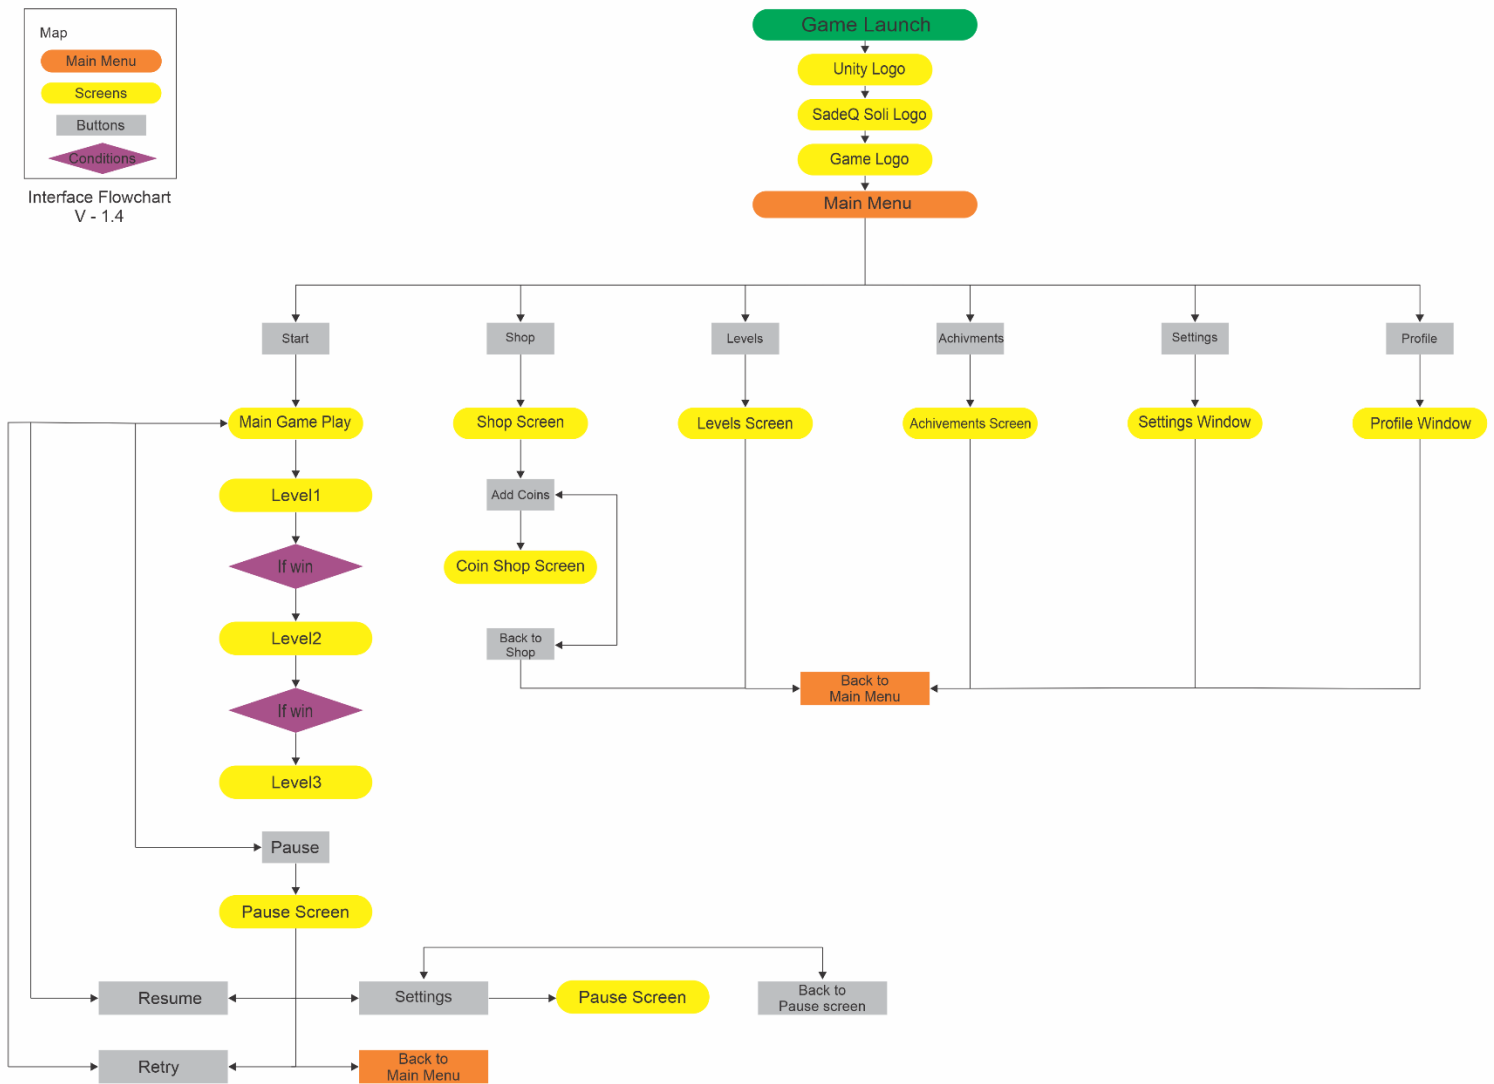 Map
Main Menu
Screens
Buttons
Conditions
Interface Flowchart
V - 1.4
Game Launch
Unity Logo
SadeQ Soli Logo
Game Logo
Main Menu
Start
Shop
Levels
Achivments
Settings
Profile
Main Game Play
Shop Screen
Levels Screen
Achivements Screen
Settings Window
Profile Window
Level1
Add Coins
If win
Coin Shop Screen
Level2
Back to
Shop
Back to
Main Menu
If win
Level3
Pause
Pause Screen
Resume
Settings
Pause Screen
Back to
Pause screen
Retry
Back to
Main Menu